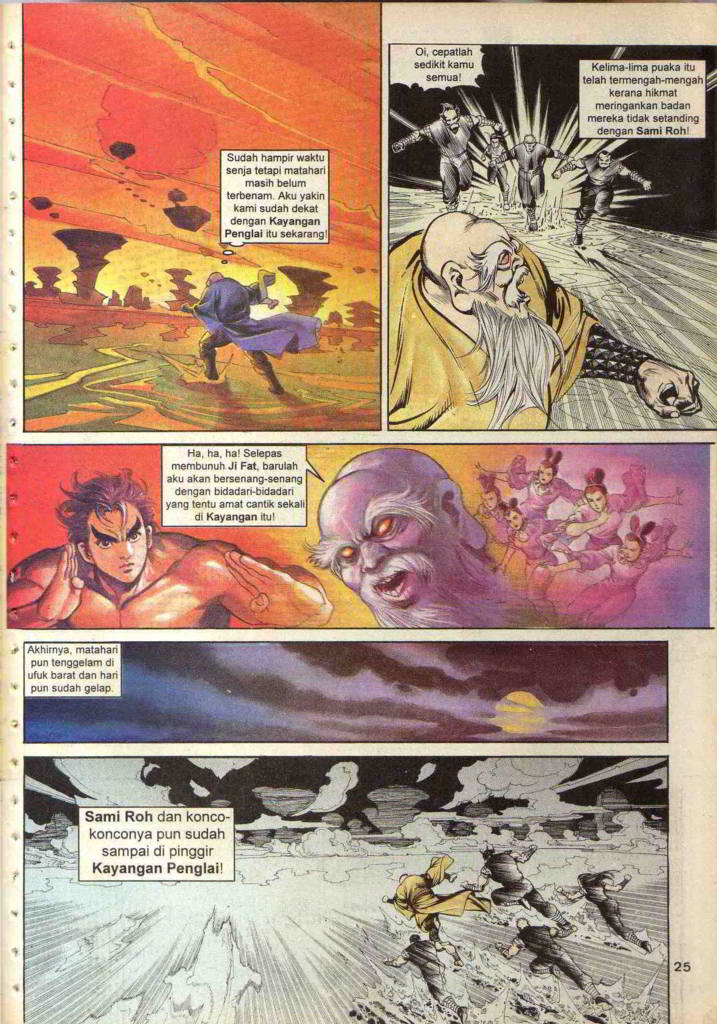 Sudah hampir waktu
senja tetapi matahari
masih belum
terbenam. Aku yakin
kami sudah dekat
dengan Kayangan
Penglai itu sekarang!
Oi, cepatlah
sedikit kamu
semua!
Kelima-lima puaka itu
telah termengah-mengah
kerana hikmat
meringankan badan
mereka tidak setanding
dengan Sami Roh!
Ha, ha, ha! Selepas
membunuh Ji Fat, barulah
aku akan bersenang-senang
dengan bidadari-bidadari
yang tentu amat cantik sekali
di Kayangan itu!
Akhirnya, matahari
pun tenggelam di
ufuk barat dan hari
pun sudah gelap.
Sami Roh dan konco-
konconya pun sudah
sampai di pinggir
Kayangan Penglai!
25